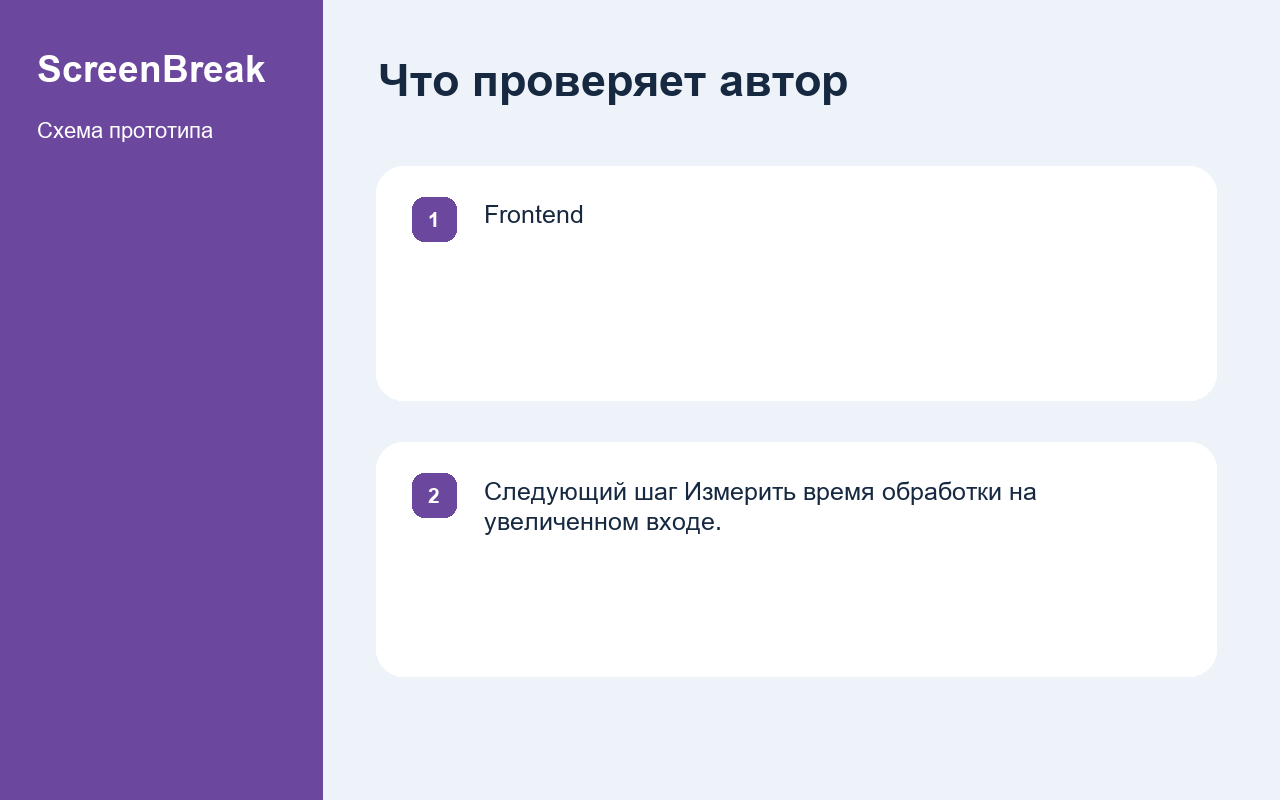 ScreenBreak
Схема прототипа
Что проверяет автор
1
Frontend
2
Следующий шаг Измерить время обработки на
увеличенном входе.